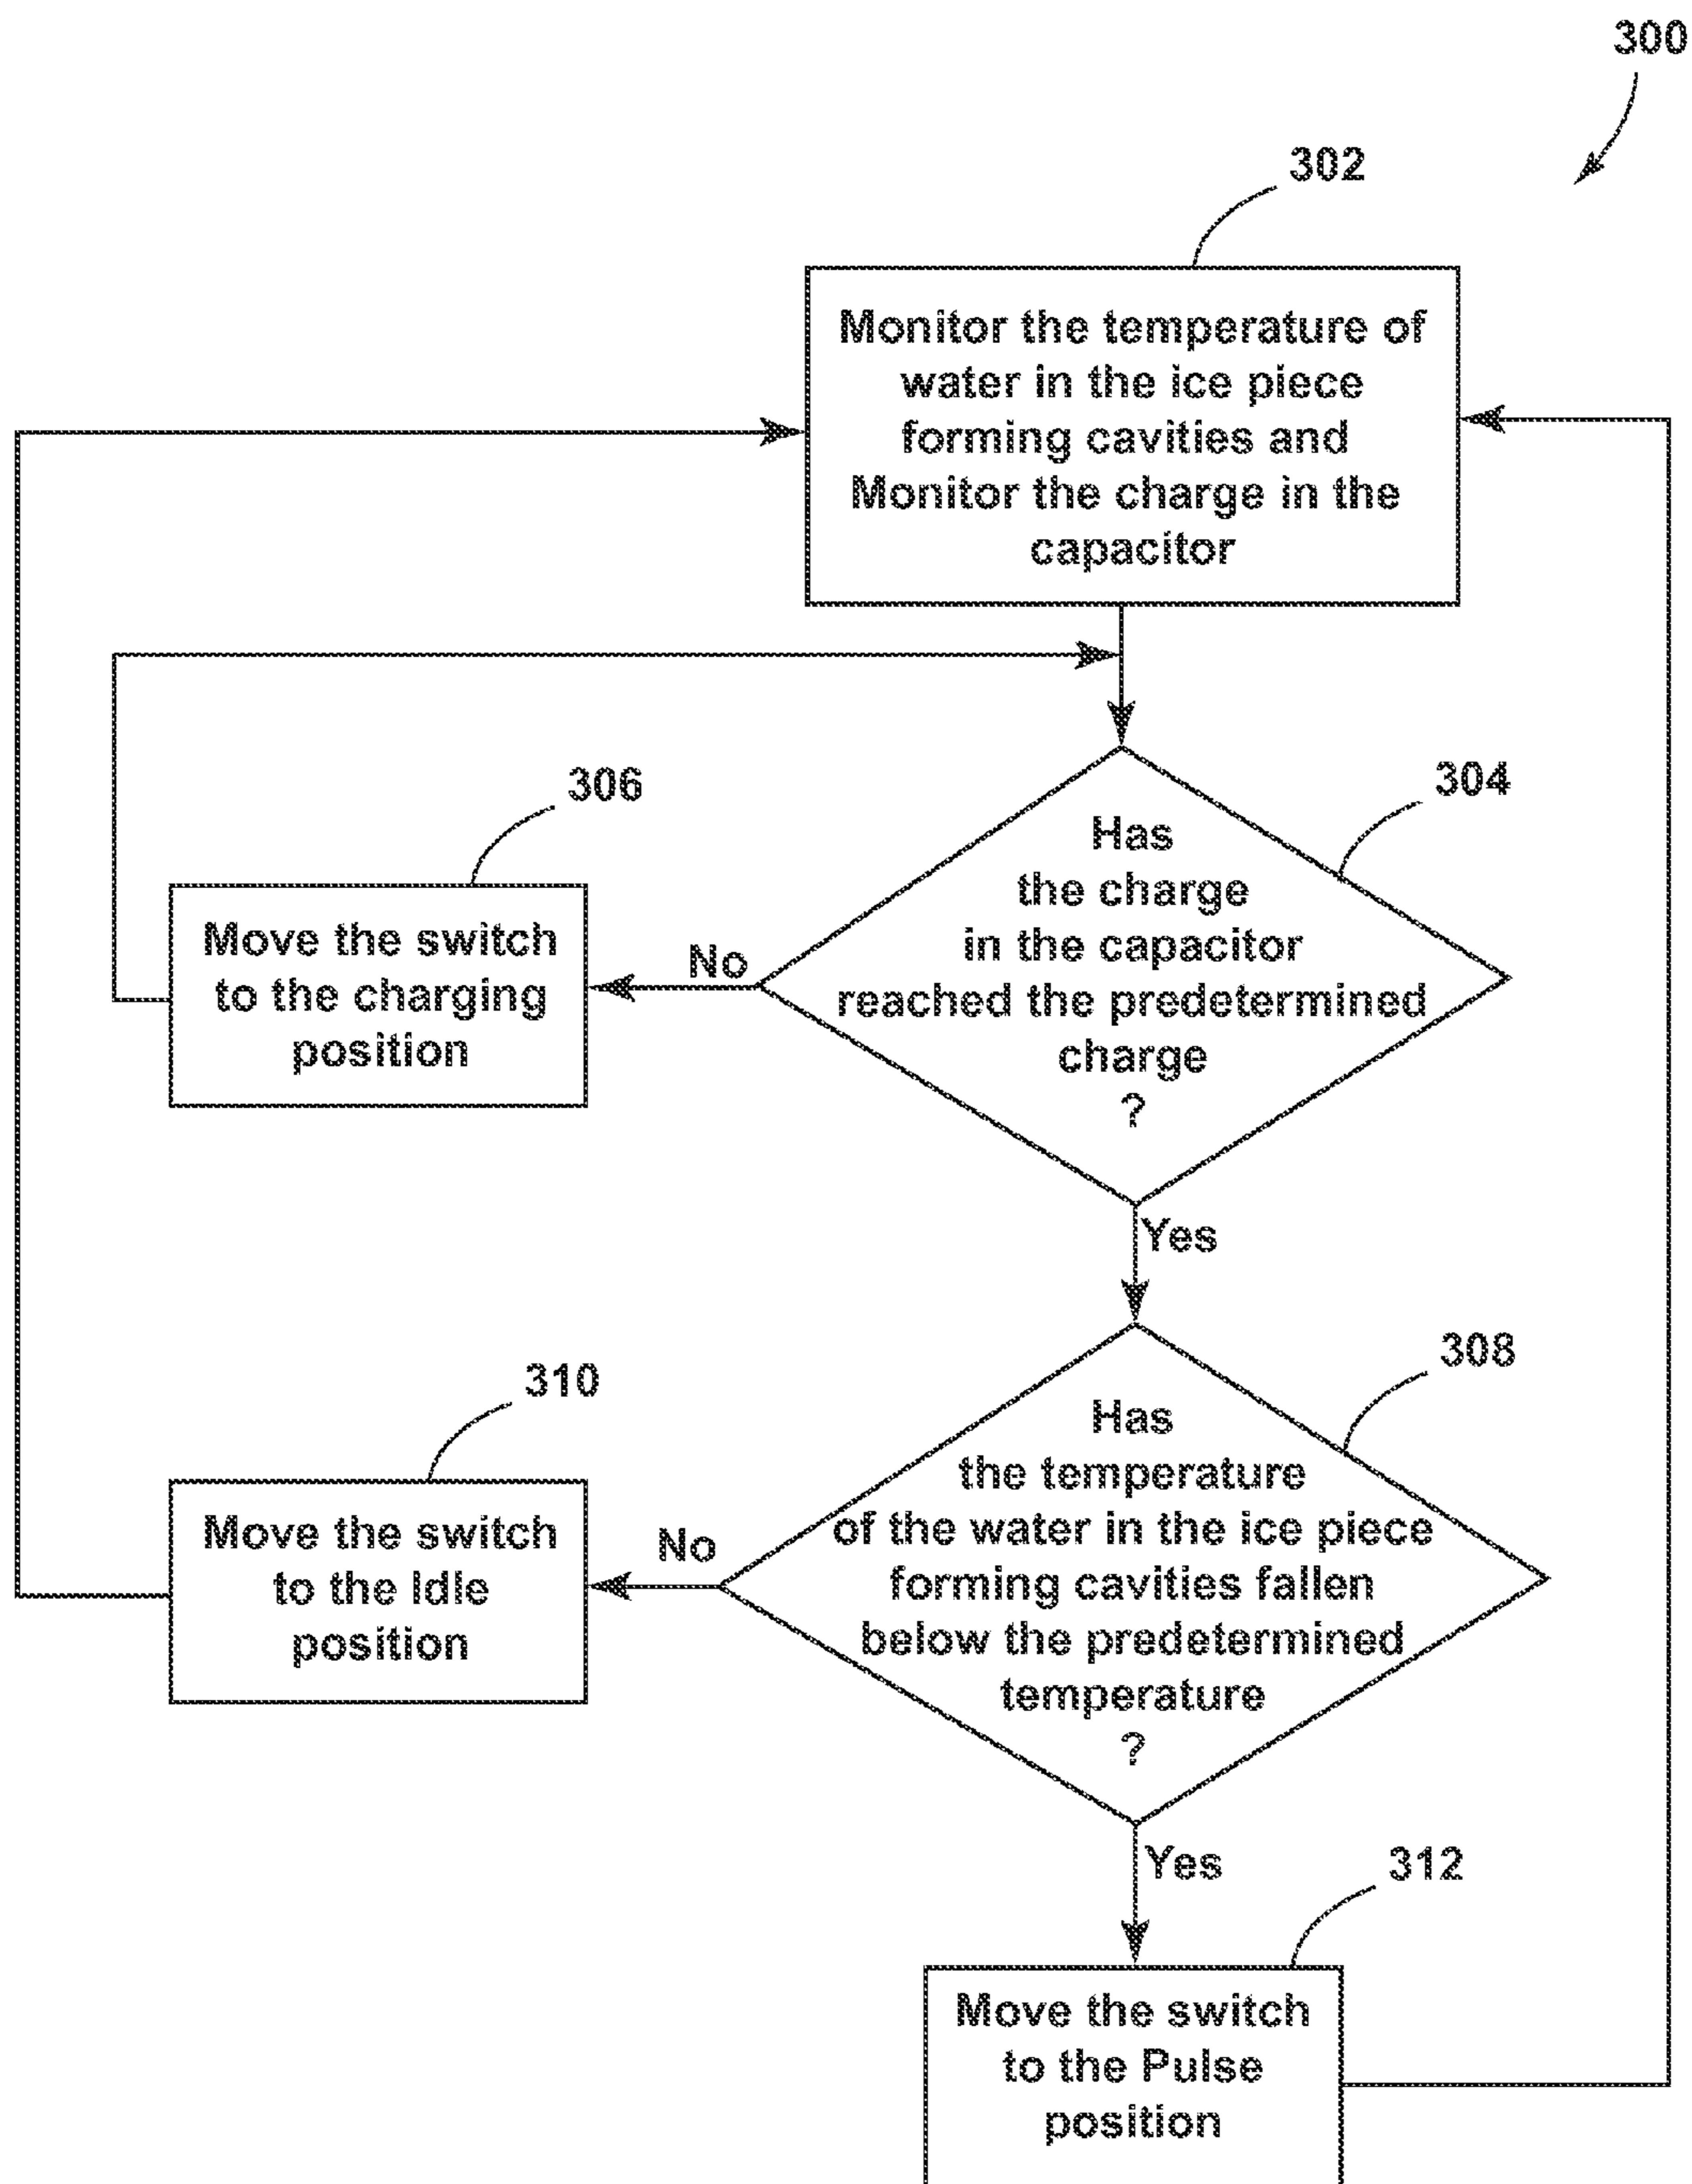 300
302
Monitor the temperature of
water in the ice piece
forming cavities and
Monitor the charge in the
capacitor
304
Has
the charge
in the capacitor
reached the predetermined
charge
?
306
No
Move the switch
to the charging
position
Yes
308
Has
the temperature
of the water in the ice piece
forming cavities fallen
below the predetermined
temperature
?
310
No
Move the switch
to the Idle
position
Yes
312
Move the switch
to the Pulse
position